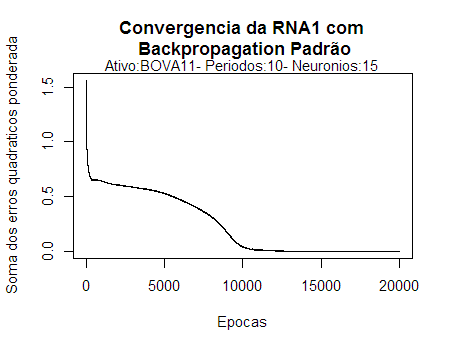 Convergencia da RNA1 com
Backpropagation Padrão
Ativo:BOVA11- Periodos:10- Neuronios:15
Soma dos erros quadraticos ponderada
1.5
1.0
0.5
0.0
0 5000 10000 15000 20000
Epocas